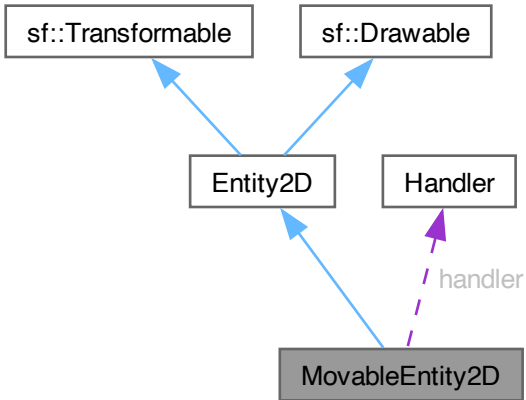 sf::Transformable
sf::Drawable
Entity2D
Handler
handler
MovableEntity2D